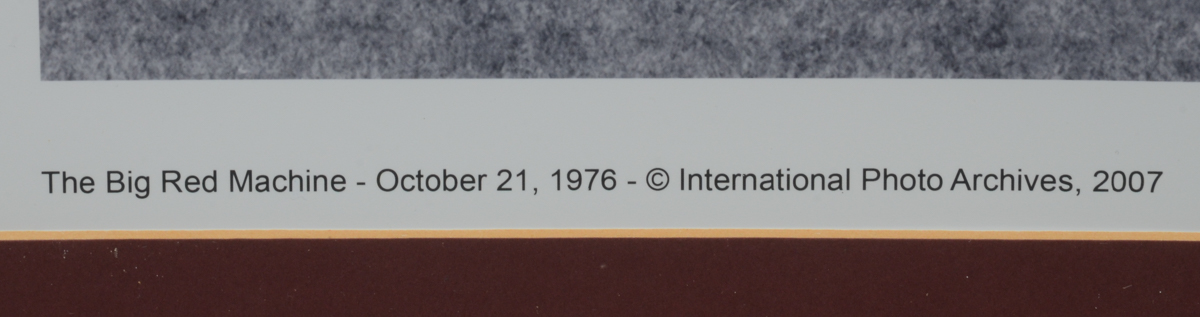 The Big Red Machine - October 21, 1976 - © International Photo Archives, 2007